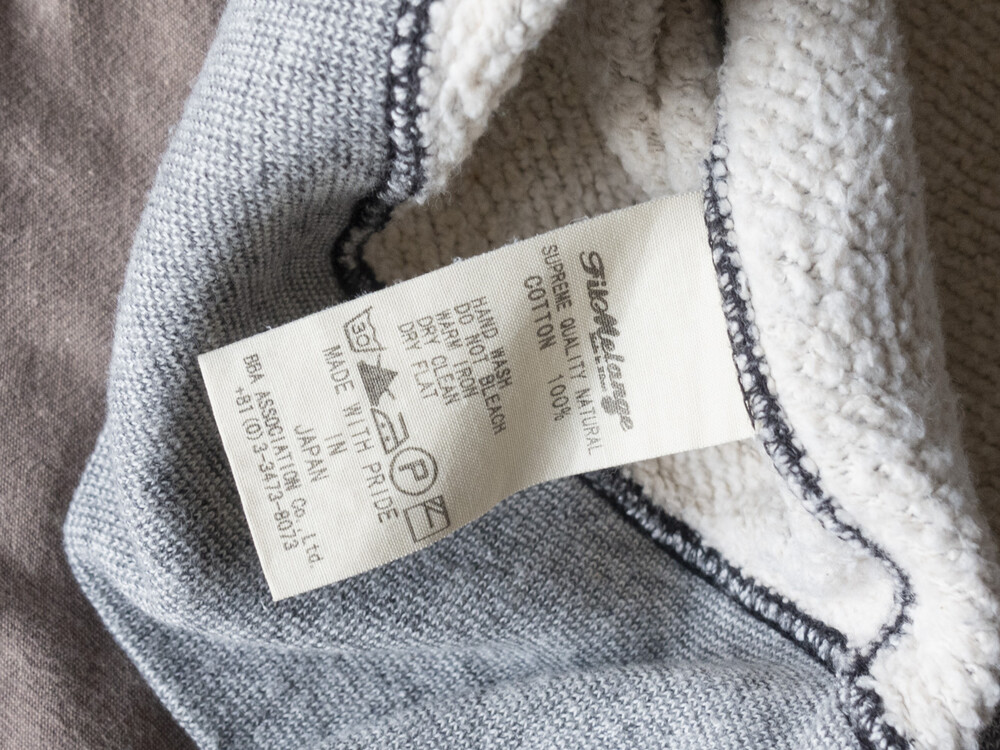 FilMelange
SUPREME QUALITY NATURAL
COTTON 100%
HAND WASH
DO NOT BLEACH
WARM IRON
DRY CLEAN
DRY FLAT
30
P
MADE WITH PRIDE
IN
JAPAN
BBA ASSOCIATION Co., Ltd.
+81(0)3-3473-8073